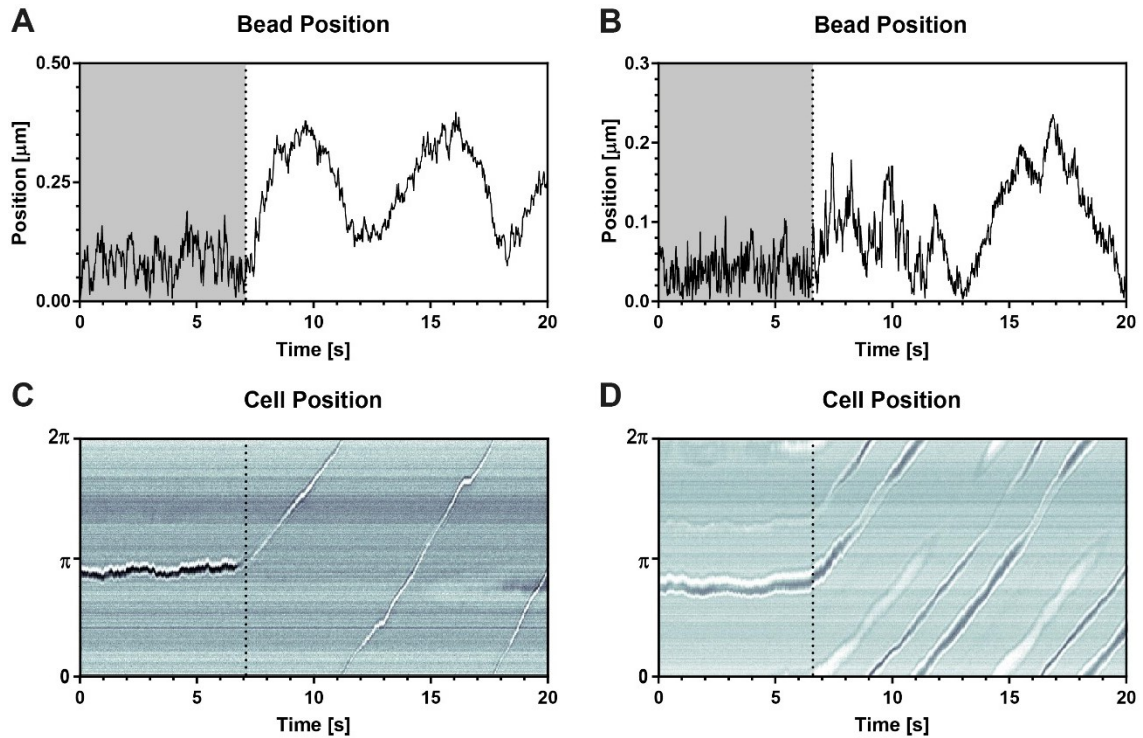 A
Bead Position
0.50
0.25
0.00
Position [µm]
0
5
10
15
20
Time [s]
B
Bead Position
0.3
0.2
0.1
0.0
Position [µm]
0
5
10
15
20
Time [s]
C
Cell Position
2π
π
0
0
5
10
15
20
Time [s]
D
Cell Position
2π
π
0
0
5
10
15
20
Time [s]